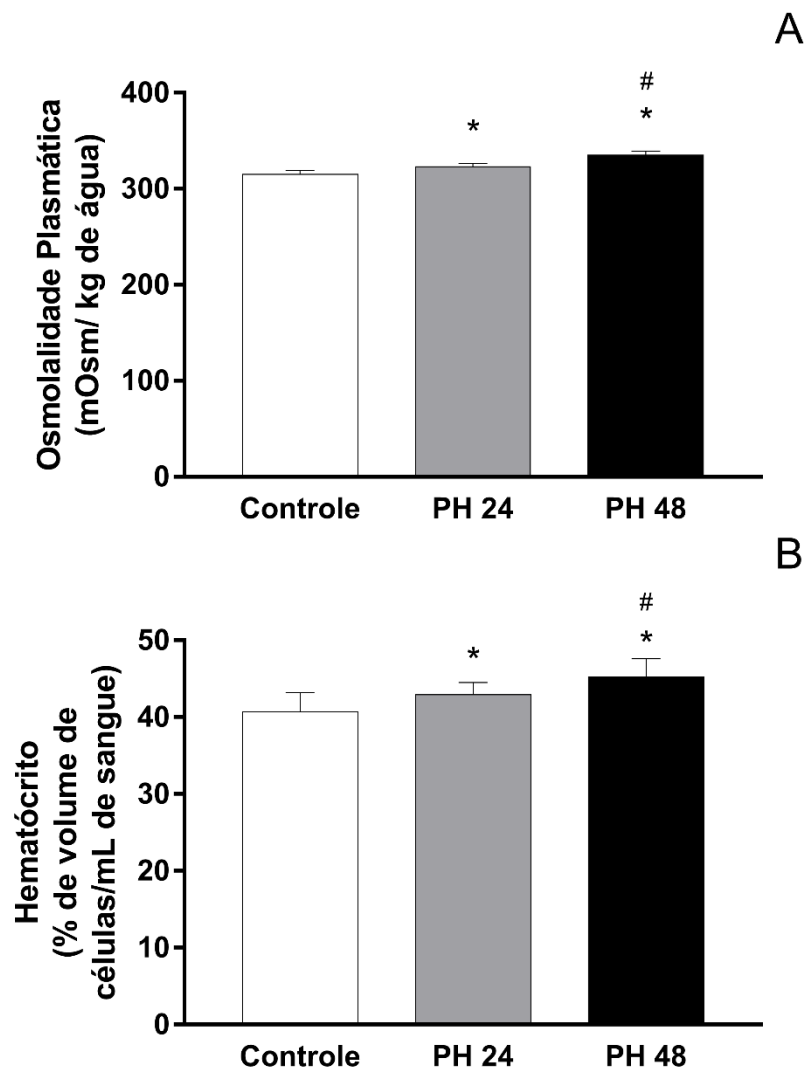 A
Osmolalidade Plasmática
(mOsm/ kg de água)
400
300
200
100
0
*
#
*
Controle PH 24 PH 48
B
Hematócrito
(% de volume de
células/mL de sangue)
50
40
30
20
10
0
*
#
*
Controle PH 24 PH 48